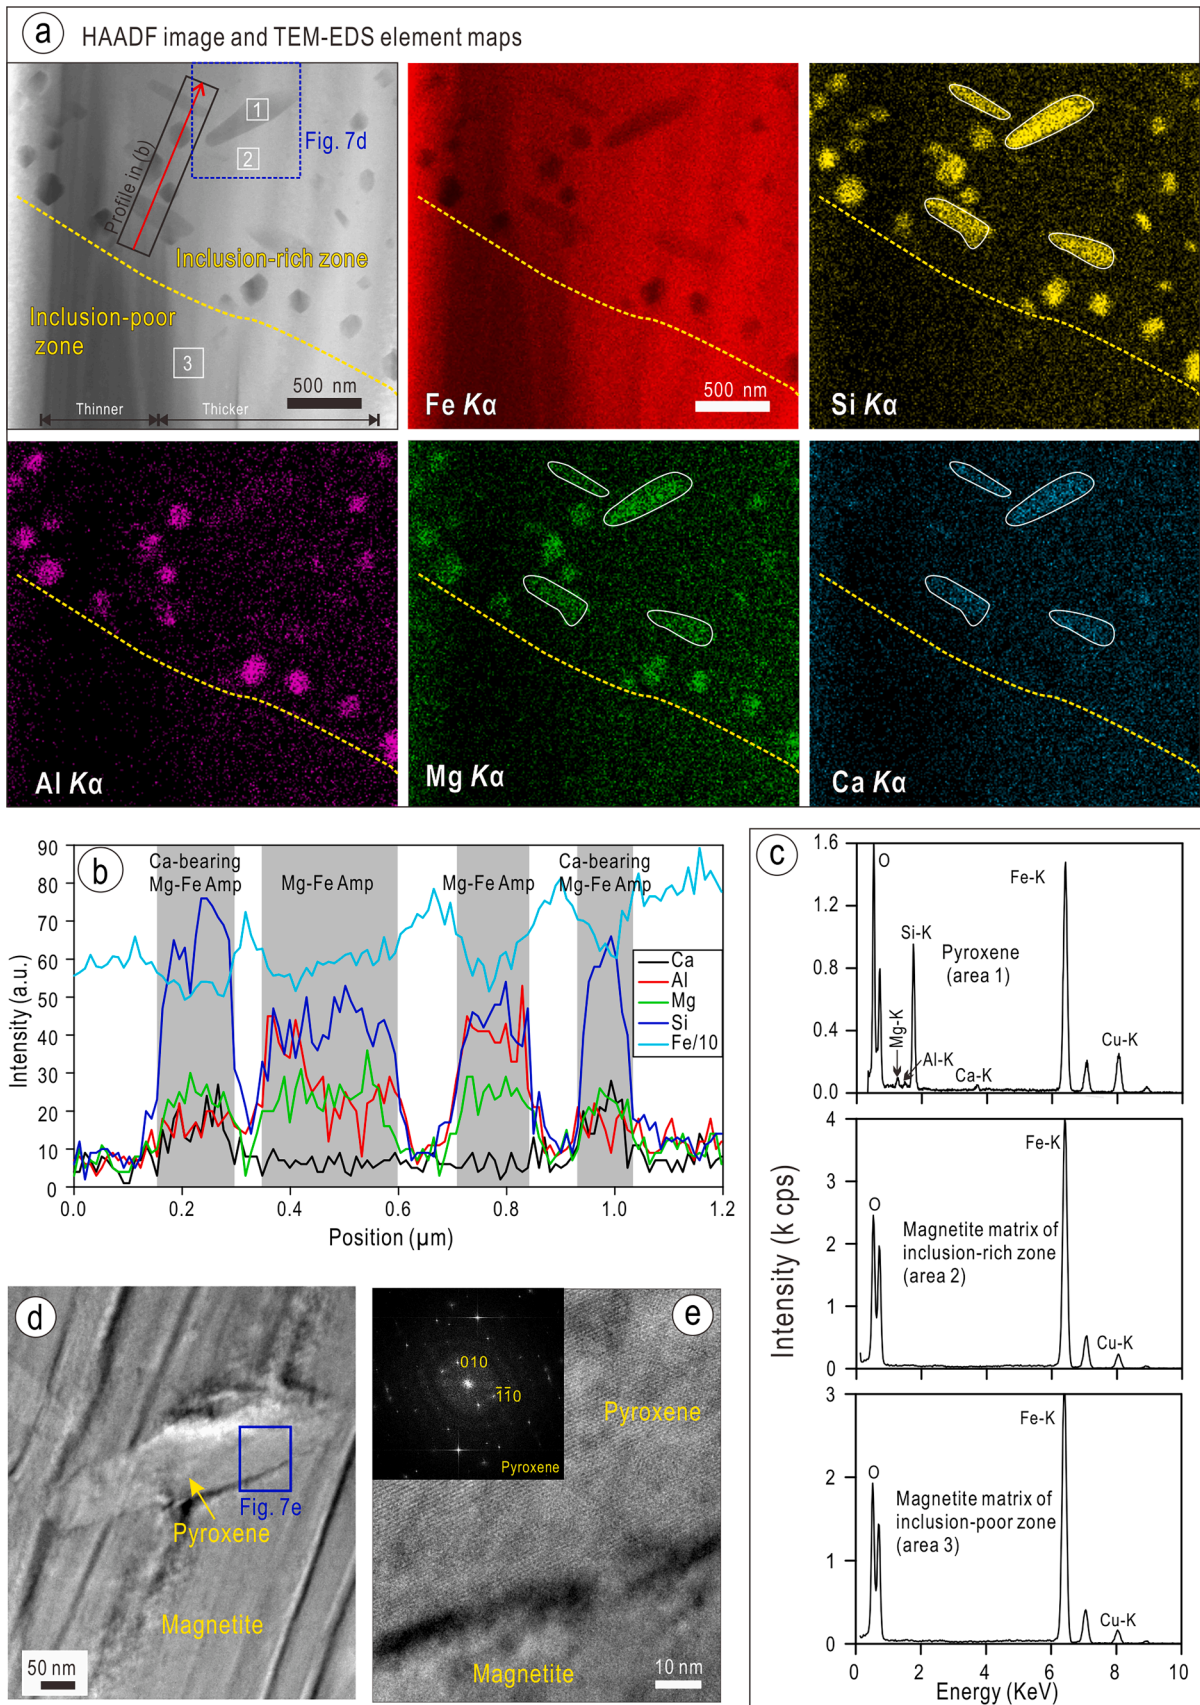 a HAADF image and TEM-EDS element maps
Profile in (b)
1
2
Fig. 7d
Inclusion-rich zone
Inclusion-poor
zone
3
500 nm
Thinner
Thicker
Fe Kα
500 nm
Si Kα
Al Kα
Mg Kα
Ca Kα
b
Ca-bearing
Mg-Fe Amp
Mg-Fe Amp
Mg-Fe Amp
Ca-bearing
Mg-Fe Amp
Ca
Al
Mg
Si
Fe/10
Intensity (a.u.)
90
80
70
60
50
40
30
20
10
0
0.0 0.2 0.4 0.6 0.8 1.0 1.2
Position (μm)
c
1.6
1.2
0.8
0.4
0.0
O
Fe-K
Si-K
Pyroxene
(area 1)
Mg-K
Al-K
Ca-K
Cu-K
4
3
2
1
0
Fe-K
O
Magnetite matrix of
inclusion-rich zone
(area 2)
Cu-K
Intensity (k cps)
3
2
1
0
Fe-K
O
Magnetite matrix of
inclusion-poor zone
(area 3)
Cu-K
0 2 4 6 8 10
Energy (KeV)
d
Fig. 7e
Pyroxene
Magnetite
50 nm
e
010
1̅1̅0
Pyroxene
Pyroxene
Magnetite
10 nm